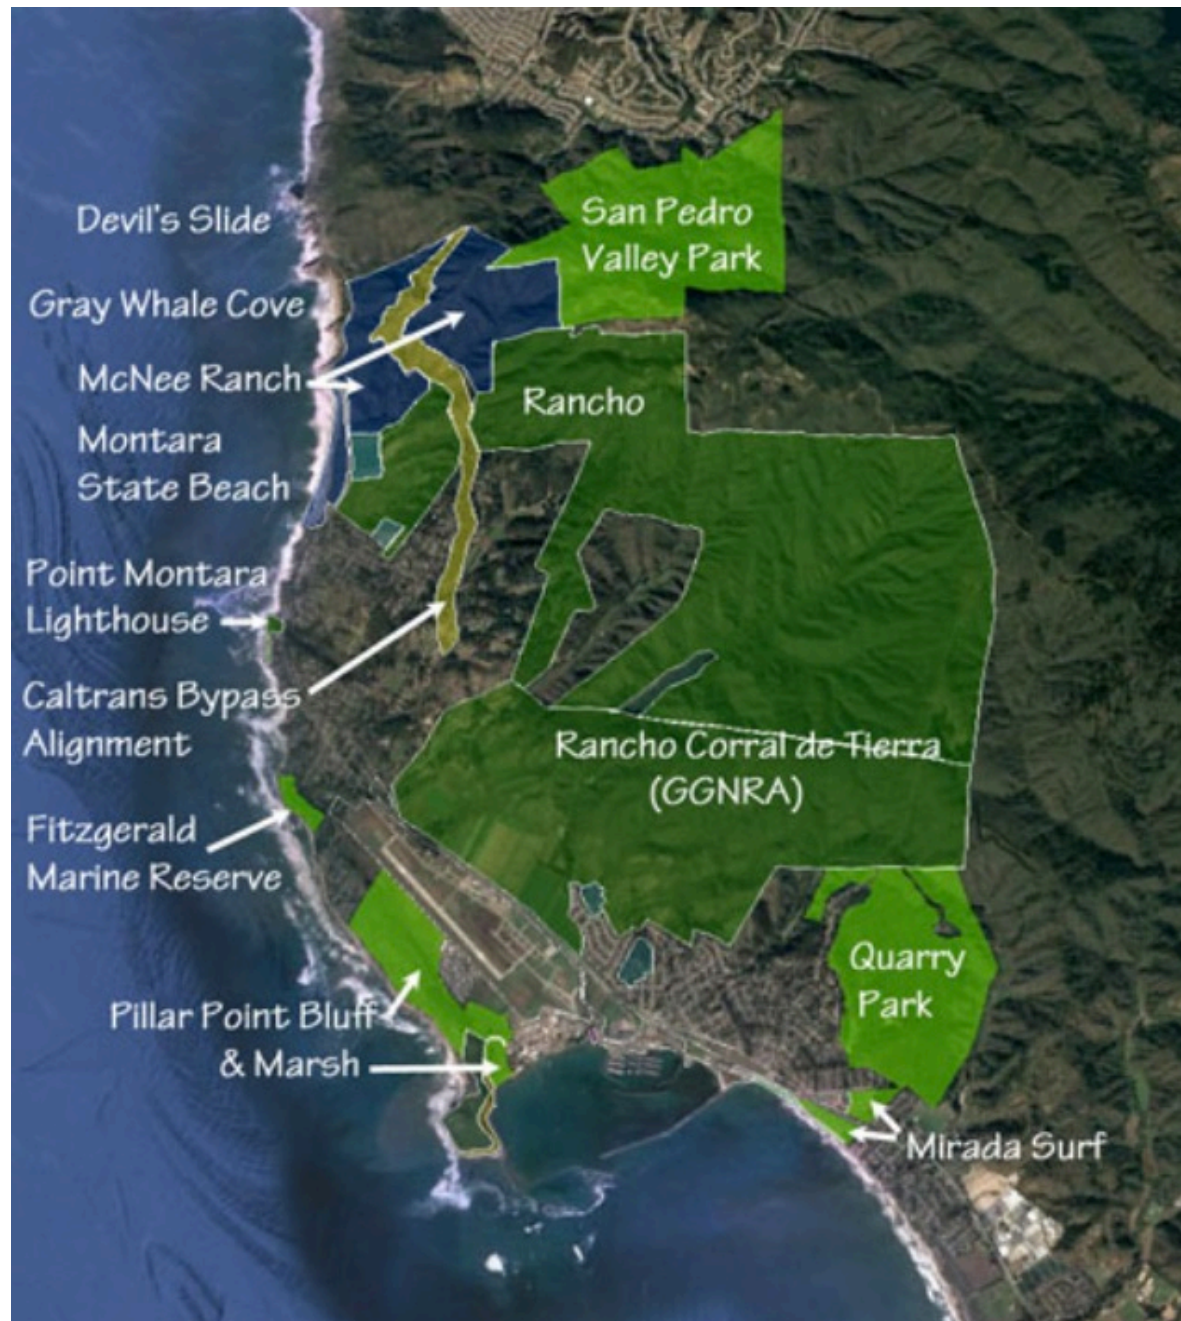 San Pedro
Valley Park
Devil's Slide
Gray Whale Cove
McNee Ranch
Rancho
Montara
State Beach
Point Montara
Lighthouse
Caltrans Bypass
Alignment
Rancho Corral de Tierra
(GGNRA)
Fitzgerald
Marine Reserve
Quarry
Park
Pillar Point Bluff
& Marsh
Mirada Surf